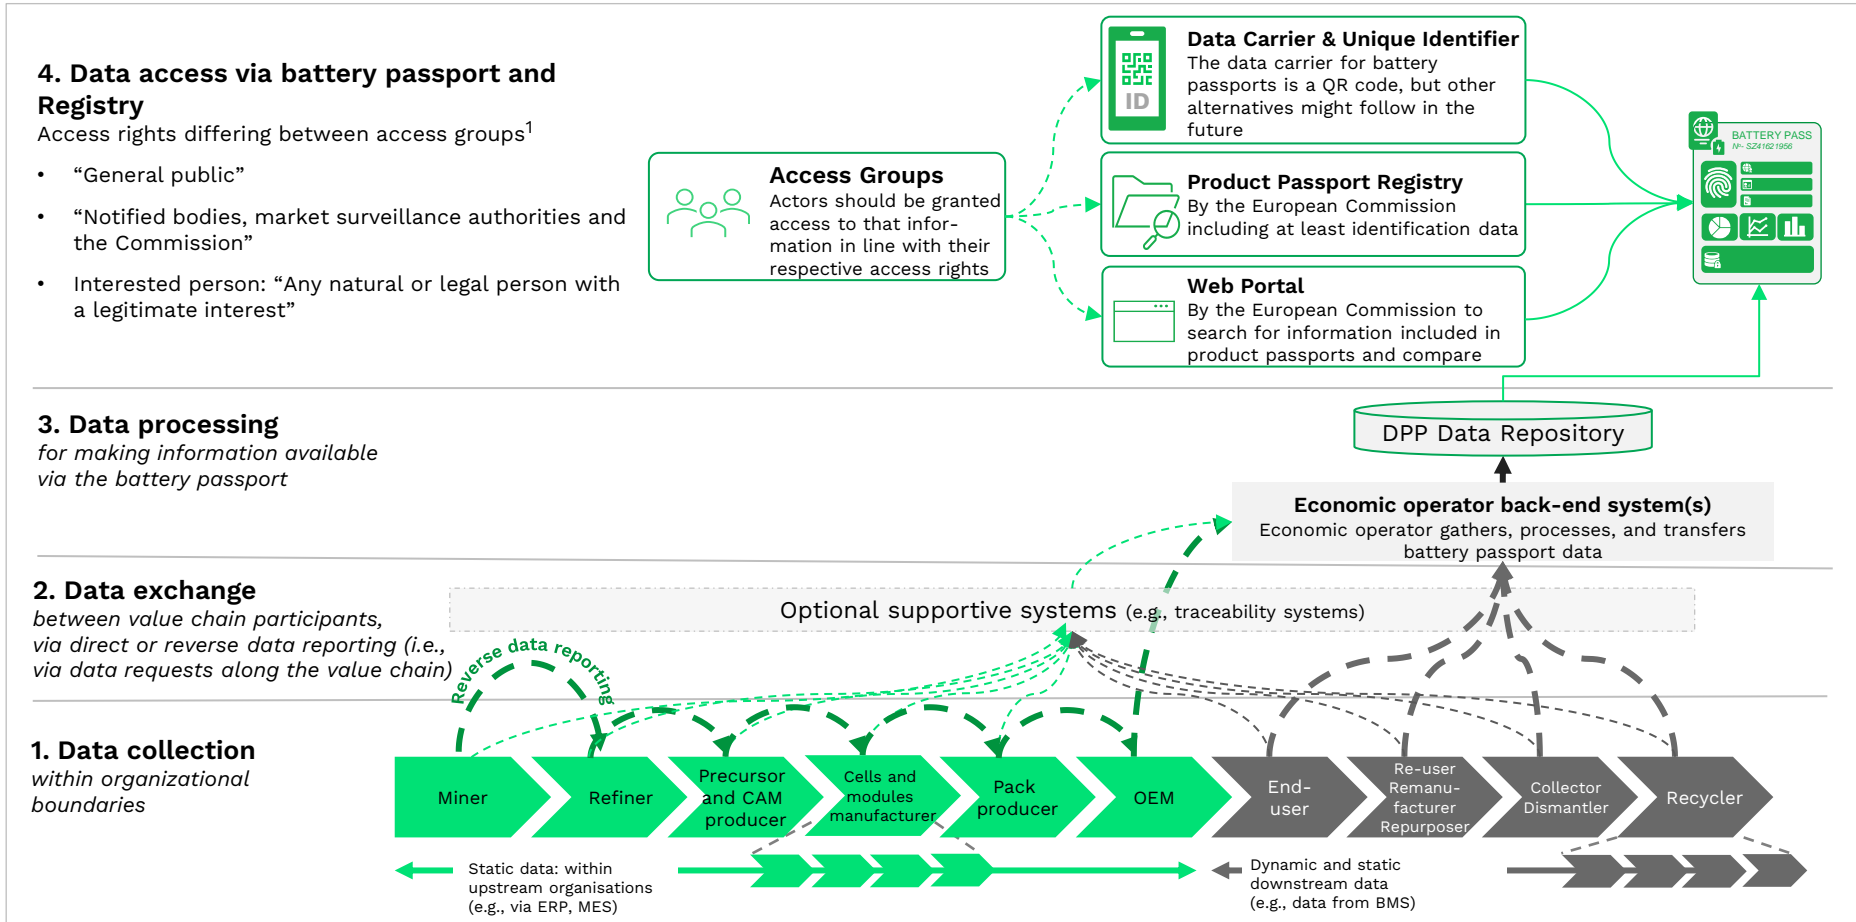 4. Data access via battery passport and
Registry
Access rights differing between access groups1
• “General public”
• “Notified bodies, market surveillance authorities and
the Commission”
• Interested person: “Any natural or legal person with
a legitimate interest”
Access Groups
Actors should be granted
access to that infor-
mation in line with their
respective access rights
ID
Data Carrier & Unique Identifier
The data carrier for battery
passports is a QR code, but other
alternatives might follow in the
future
Product Passport Registry
By the European Commission
including at least identification data
Web Portal
By the European Commission to
search for information included in
product passports and compare
BATTERY PASS
Nº- SZ41621956
3. Data processing
for making information available
via the battery passport
DPP Data Repository
Economic operator back-end system(s)
Economic operator gathers, processes, and transfers
battery passport data
2. Data exchange
between value chain participants,
via direct or reverse data reporting (i.e.,
via data requests along the value chain)
Optional supportive systems (e.g., traceability systems)
Reverse data reporting
1. Data collection
within organizational
boundaries
Miner
Refiner
Precursor
and CAM
producer
Cells and
modules
manufacturer
Pack
producer
OEM
End-
user
Re-user
Remanu-
facturer
Repurposer
Collector
Dismantler
Recycler
Static data: within
upstream organisations
(e.g., via ERP, MES)
Dynamic and static
downstream data
(e.g., data from BMS)